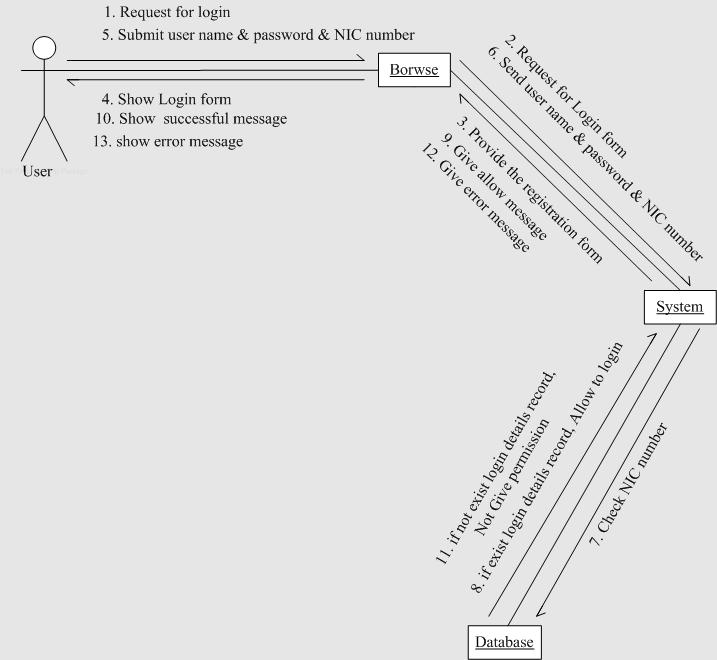 1. Request for login
5. Submit user name & password & NIC number
Borwse
4. Show Login form
10. Show successful message
13. show error message
User
2. Request for Login form
6. Send user name & password & NIC number
3. Provide the registration form
9. Give allow message
12. Give error message
System
11. if not exist login details record,
Not Give permission
8. if exist login details record, Allow to login
7. Check NIC number
Database